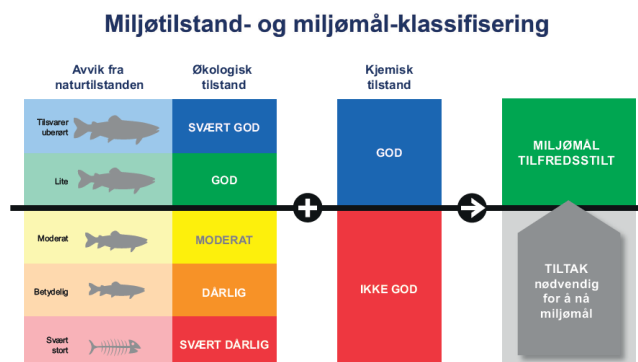 Miljøtilstand- og miljømål-klassifisering
Avvik fra
naturtilstanden
Økologisk
tilstand
Kjemisk
tilstand
Tilsvarer
uberørt
SVÆRT GOD
Lite
GOD
GOD
MILJØMÅL
TILFREDSSTILT
Moderat
MODERAT
Betydelig
DÅRLIG
Svært
stort
SVÆRT DÅRLIG
IKKE GOD
TILTAK
nødvendig
for å nå
miljømål